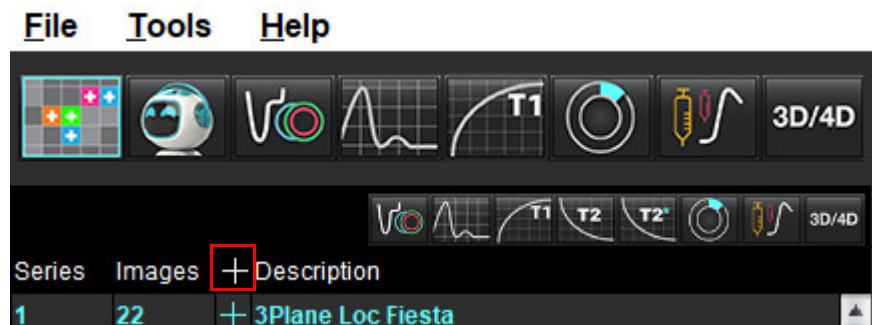 File Tools Help
T1 3D/4D
T1 T2 T2* 3D/4D
Series Images + Description
1 22 + 3Plane Loc Fiesta